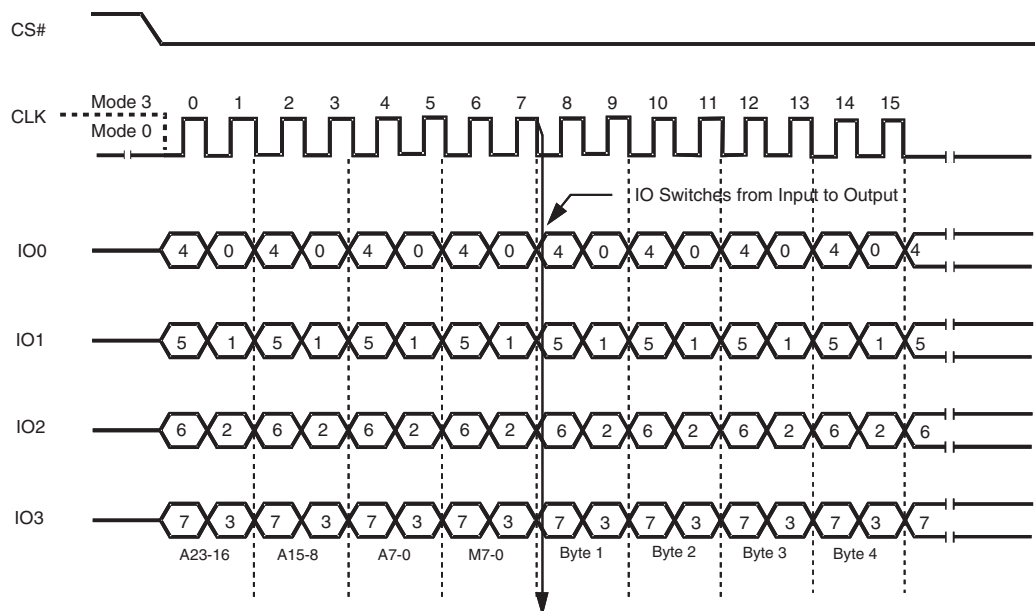 CS#
Mode 3 0 1 2 3 4 5 6 7 8 9 10 11 12 13 14 15
CLK
Mode 0
IO Switches from Input to Output
IO0 4 0 4 0 4 0 4 0 4 0 4 0 4 0 4 0 4
IO1 5 1 5 1 5 1 5 1 5 1 5 1 5 1 5 1 5
IO2 6 2 6 2 6 2 6 2 6 2 6 2 6 2 6 2 6
IO3 7 3 7 3 7 3 7 3 7 3 7 3 7 3 7 3 7
A23-16 A15-8 A7-0 M7-0 Byte 1 Byte 2 Byte 3 Byte 4